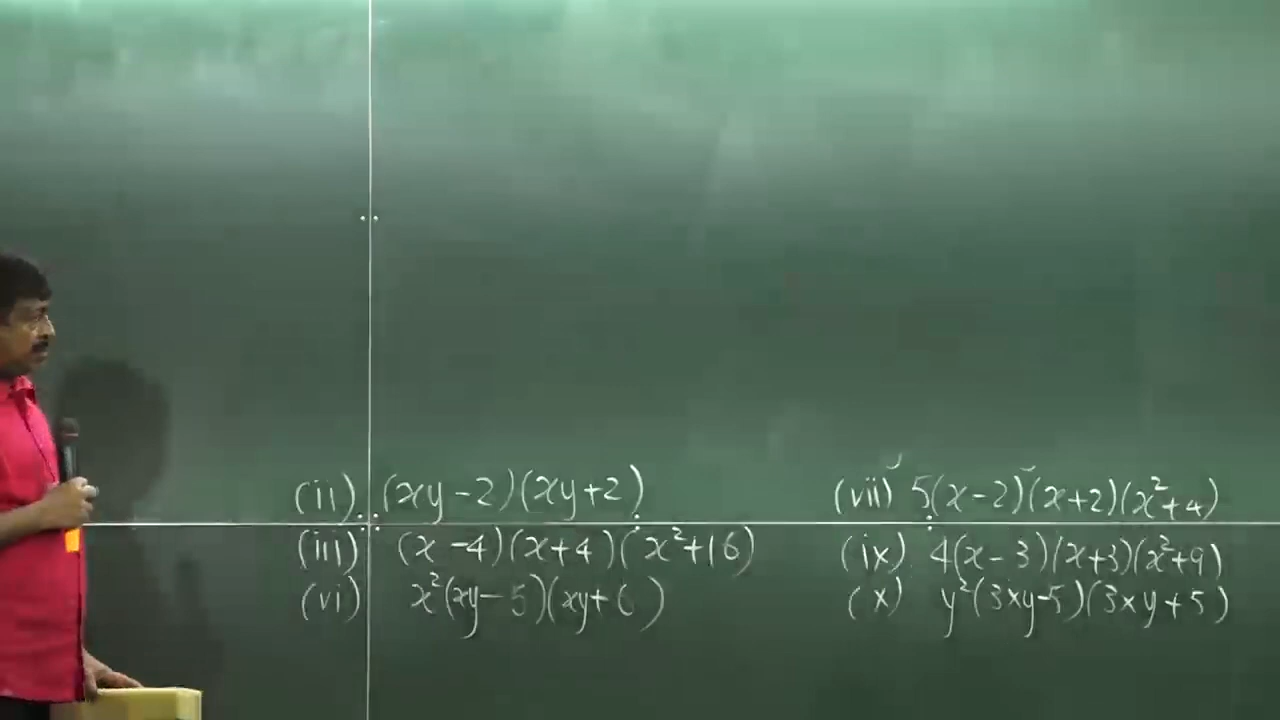 (ii) (xy-2)(xy+2)
(iii) (x-4)(x+4)(x²+16)
(vi) x²(xy-5)(xy+6)
(vii) 5(x-2)(x+2)(x²+4)
(ix) 4(x-3)(x+3)(x²+9)
(x) y²(3xy-5)(3xy+5)